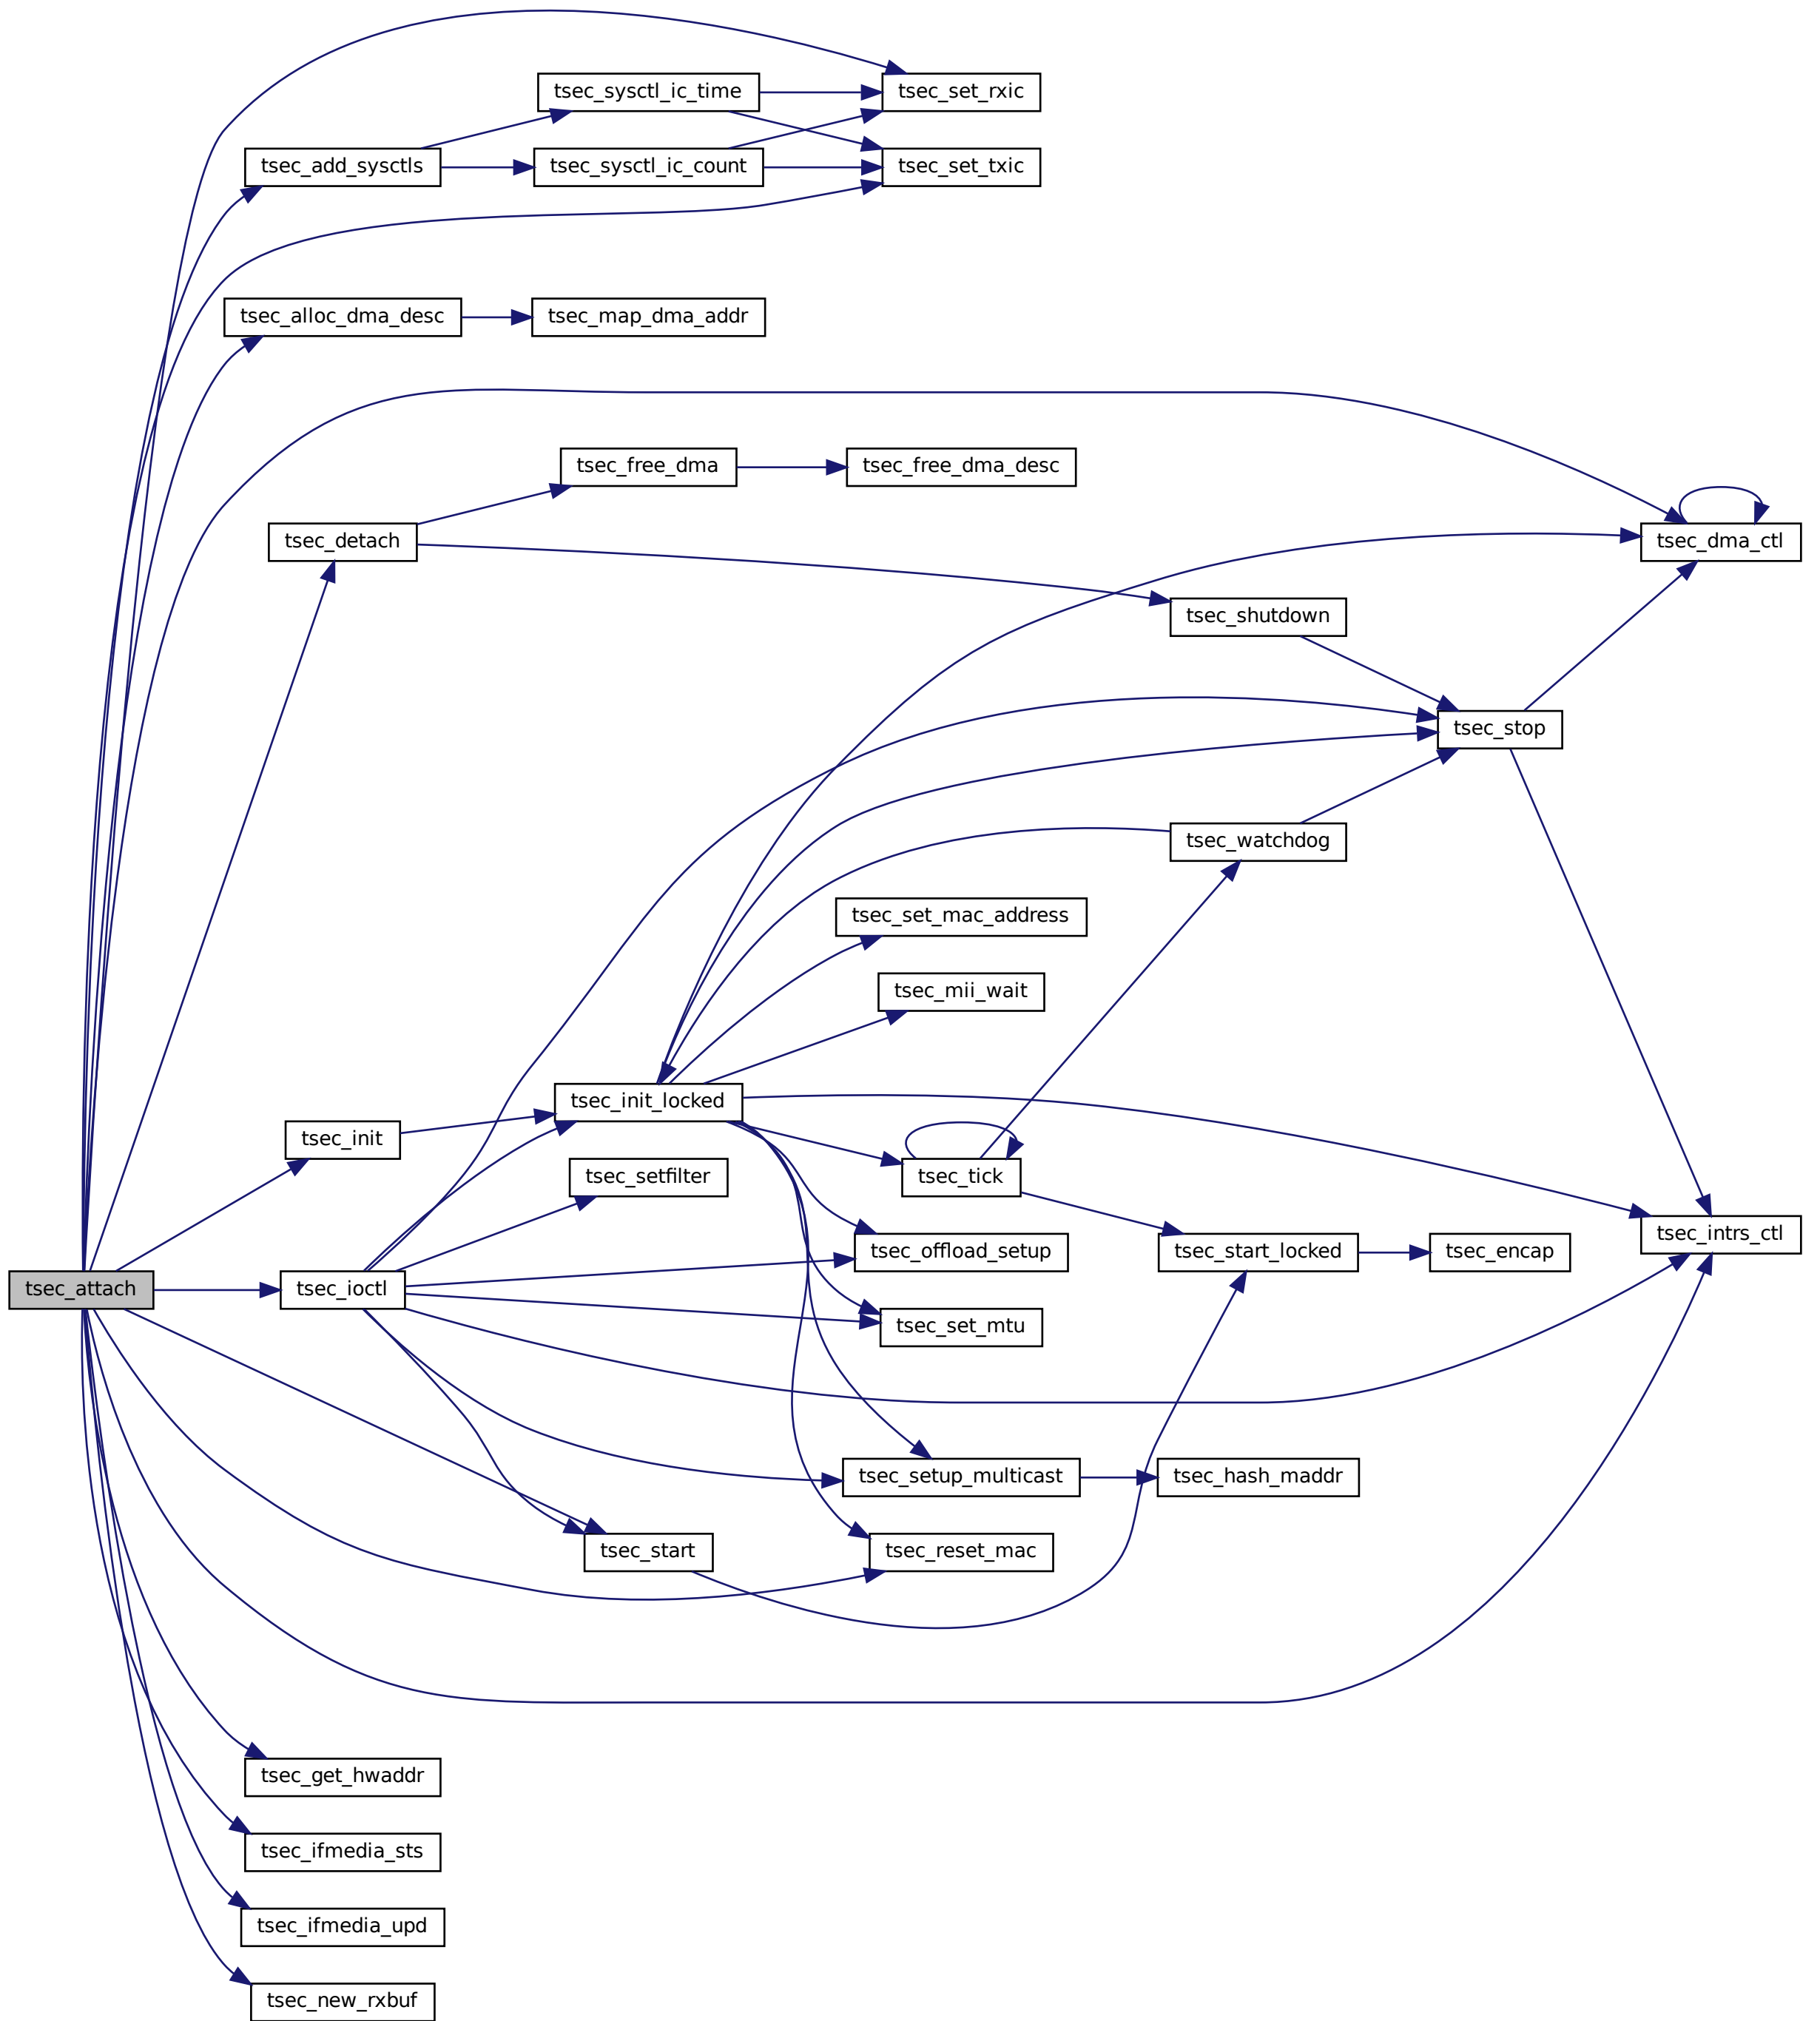 tsec_sysctl_ic_time
tsec_set_rxic
tsec_add_sysctls
tsec_sysctl_ic_count
tsec_set_txic
tsec_alloc_dma_desc
tsec_map_dma_addr
tsec_free_dma
tsec_free_dma_desc
tsec_detach
tsec_dma_ctl
tsec_shutdown
tsec_stop
tsec_watchdog
tsec_set_mac_address
tsec_mii_wait
tsec_init_locked
tsec_init
tsec_setfilter
tsec_tick
tsec_intrs_ctl
tsec_offload_setup
tsec_start_locked
tsec_encap
tsec_attach
tsec_ioctl
tsec_set_mtu
tsec_setup_multicast
tsec_hash_maddr
tsec_start
tsec_reset_mac
tsec_get_hwaddr
tsec_ifmedia_sts
tsec_ifmedia_upd
tsec_new_rxbuf